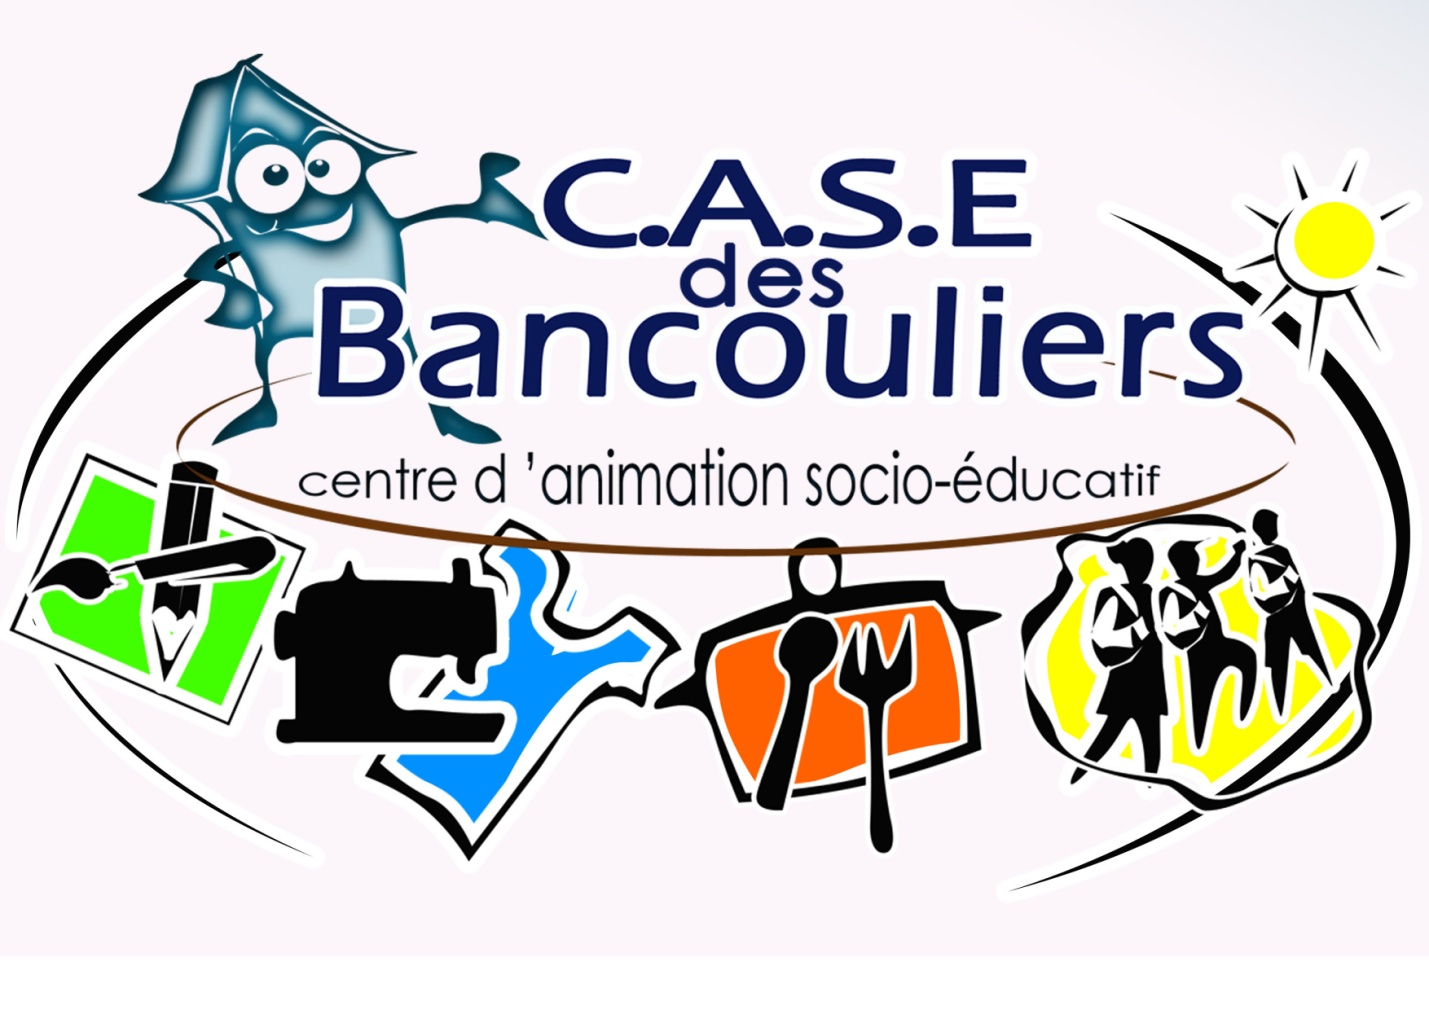 C.A.S.E
des
Bancouliers
centre d 'animation socio-éducatif